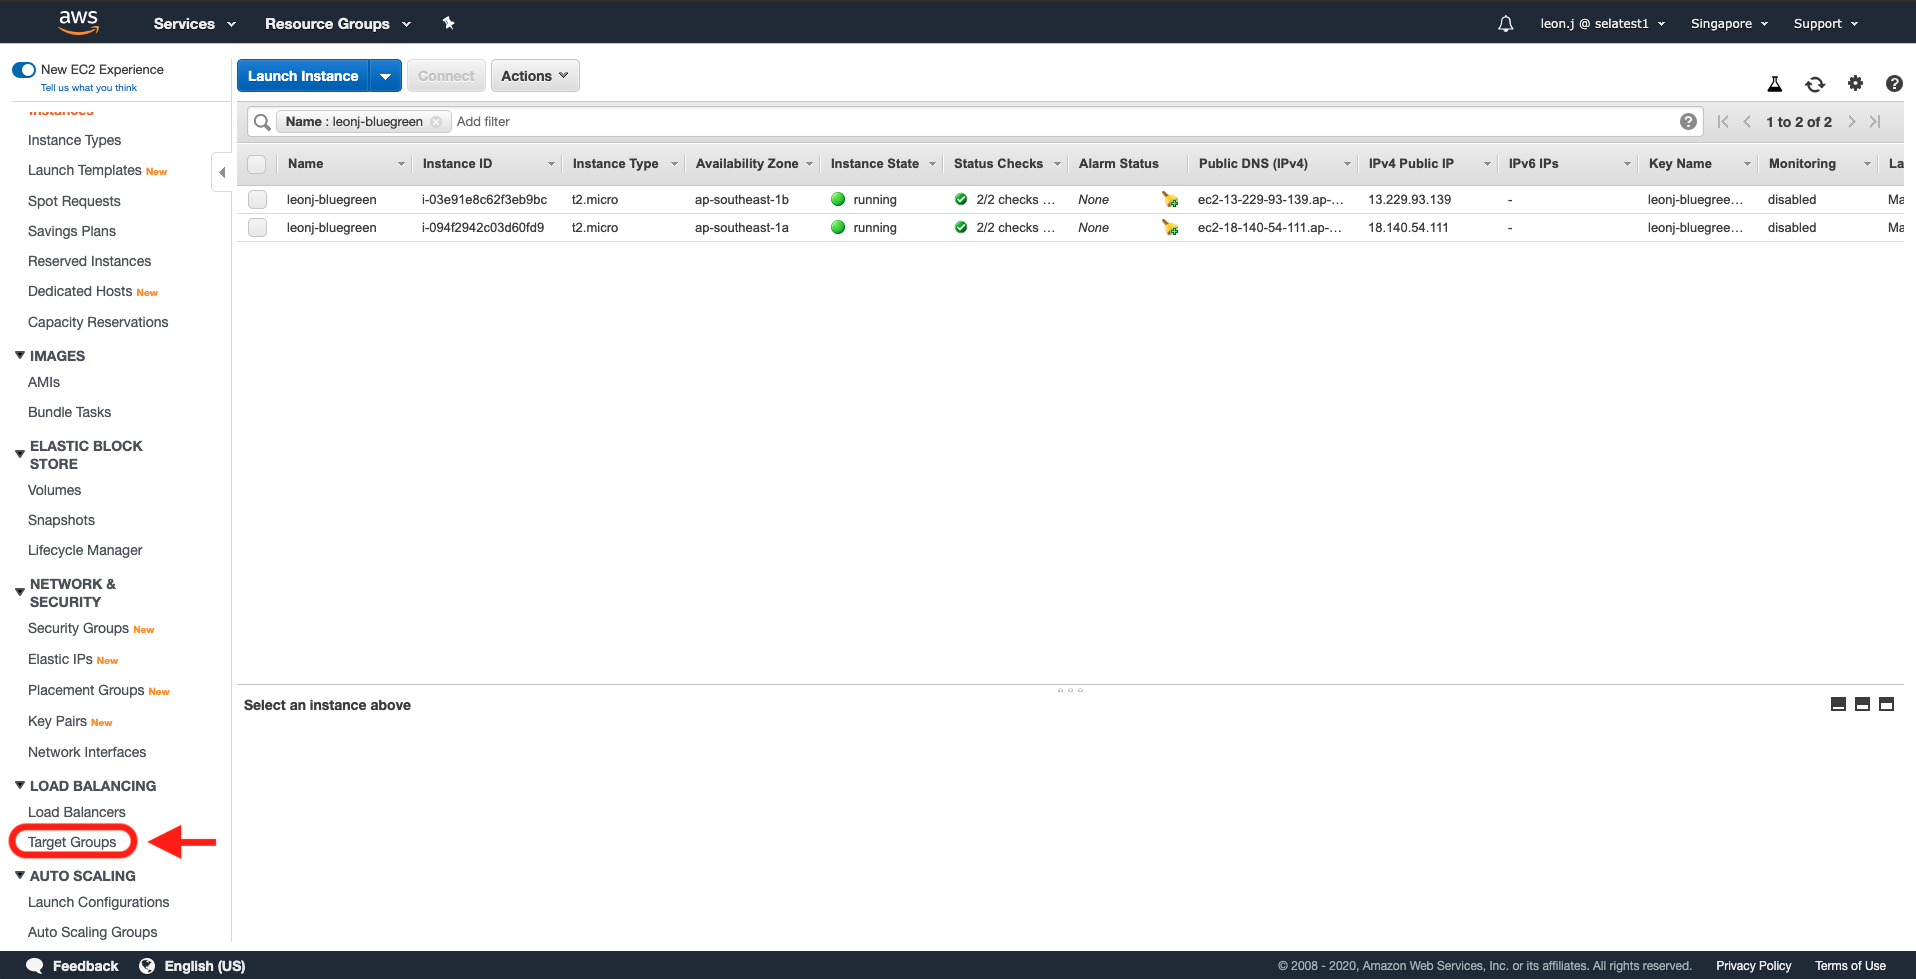 aws Services Resource Groups leon.j @ selatest1 Singapore Support
New EC2 Experience
Tell us what you think
Instances
Instance Types
Launch Templates New
Spot Requests
Savings Plans
Reserved Instances
Dedicated Hosts New
Capacity Reservations
IMAGES
AMIs
Bundle Tasks
ELASTIC BLOCK
STORE
Volumes
Snapshots
Lifecycle Manager
NETWORK &
SECURITY
Security Groups New
Elastic IPs New
Placement Groups New
Key Pairs New
Network Interfaces
LOAD BALANCING
Load Balancers
Target Groups
AUTO SCALING
Launch Configurations
Auto Scaling Groups
Launch Instance Connect Actions
Name : leonj-bluegreen Add filter 1 to 2 of 2
Name Instance ID Instance Type Availability Zone Instance State Status Checks Alarm Status Public DNS (IPv4) IPv4 Public IP IPv6 IPs Key Name Monitoring La
leonj-bluegreen i-03e91e8c62f3eb9bc t2.micro ap-southeast-1b running 2/2 checks ... None ec2-13-229-93-139.ap-... 13.229.93.139 - leonj-bluegree... disabled Ma
leonj-bluegreen i-094f2942c03d60fd9 t2.micro ap-southeast-1a running 2/2 checks ... None ec2-18-140-54-111.ap-... 18.140.54.111 - leonj-bluegree... disabled Ma
Select an instance above
Feedback English (US) © 2008 - 2020, Amazon Web Services, Inc. or its affiliates. All rights reserved. Privacy Policy Terms of Use